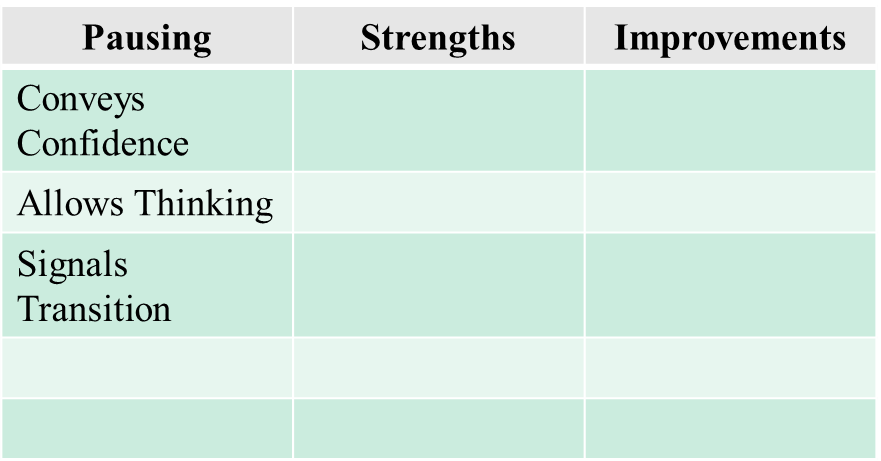 Pausing Strengths Improvements
Conveys
Confidence
Allows Thinking
Signals
Transition